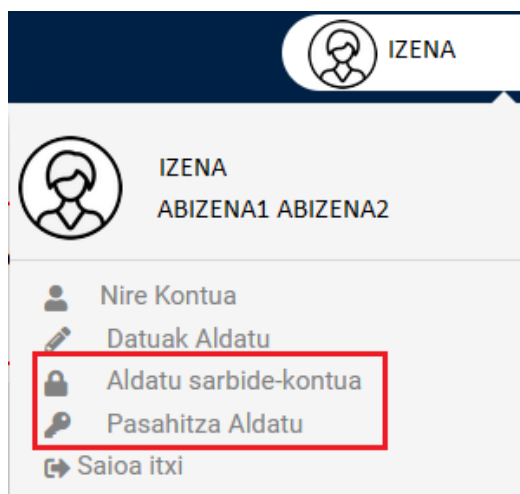 IZENA
IZENA
ABIZENA1 ABIZENA2
Nire Kontua
Datuak Aldatu
Aldatu sarbide-kontua
Pasahitza Aldatu
Saioa itxi